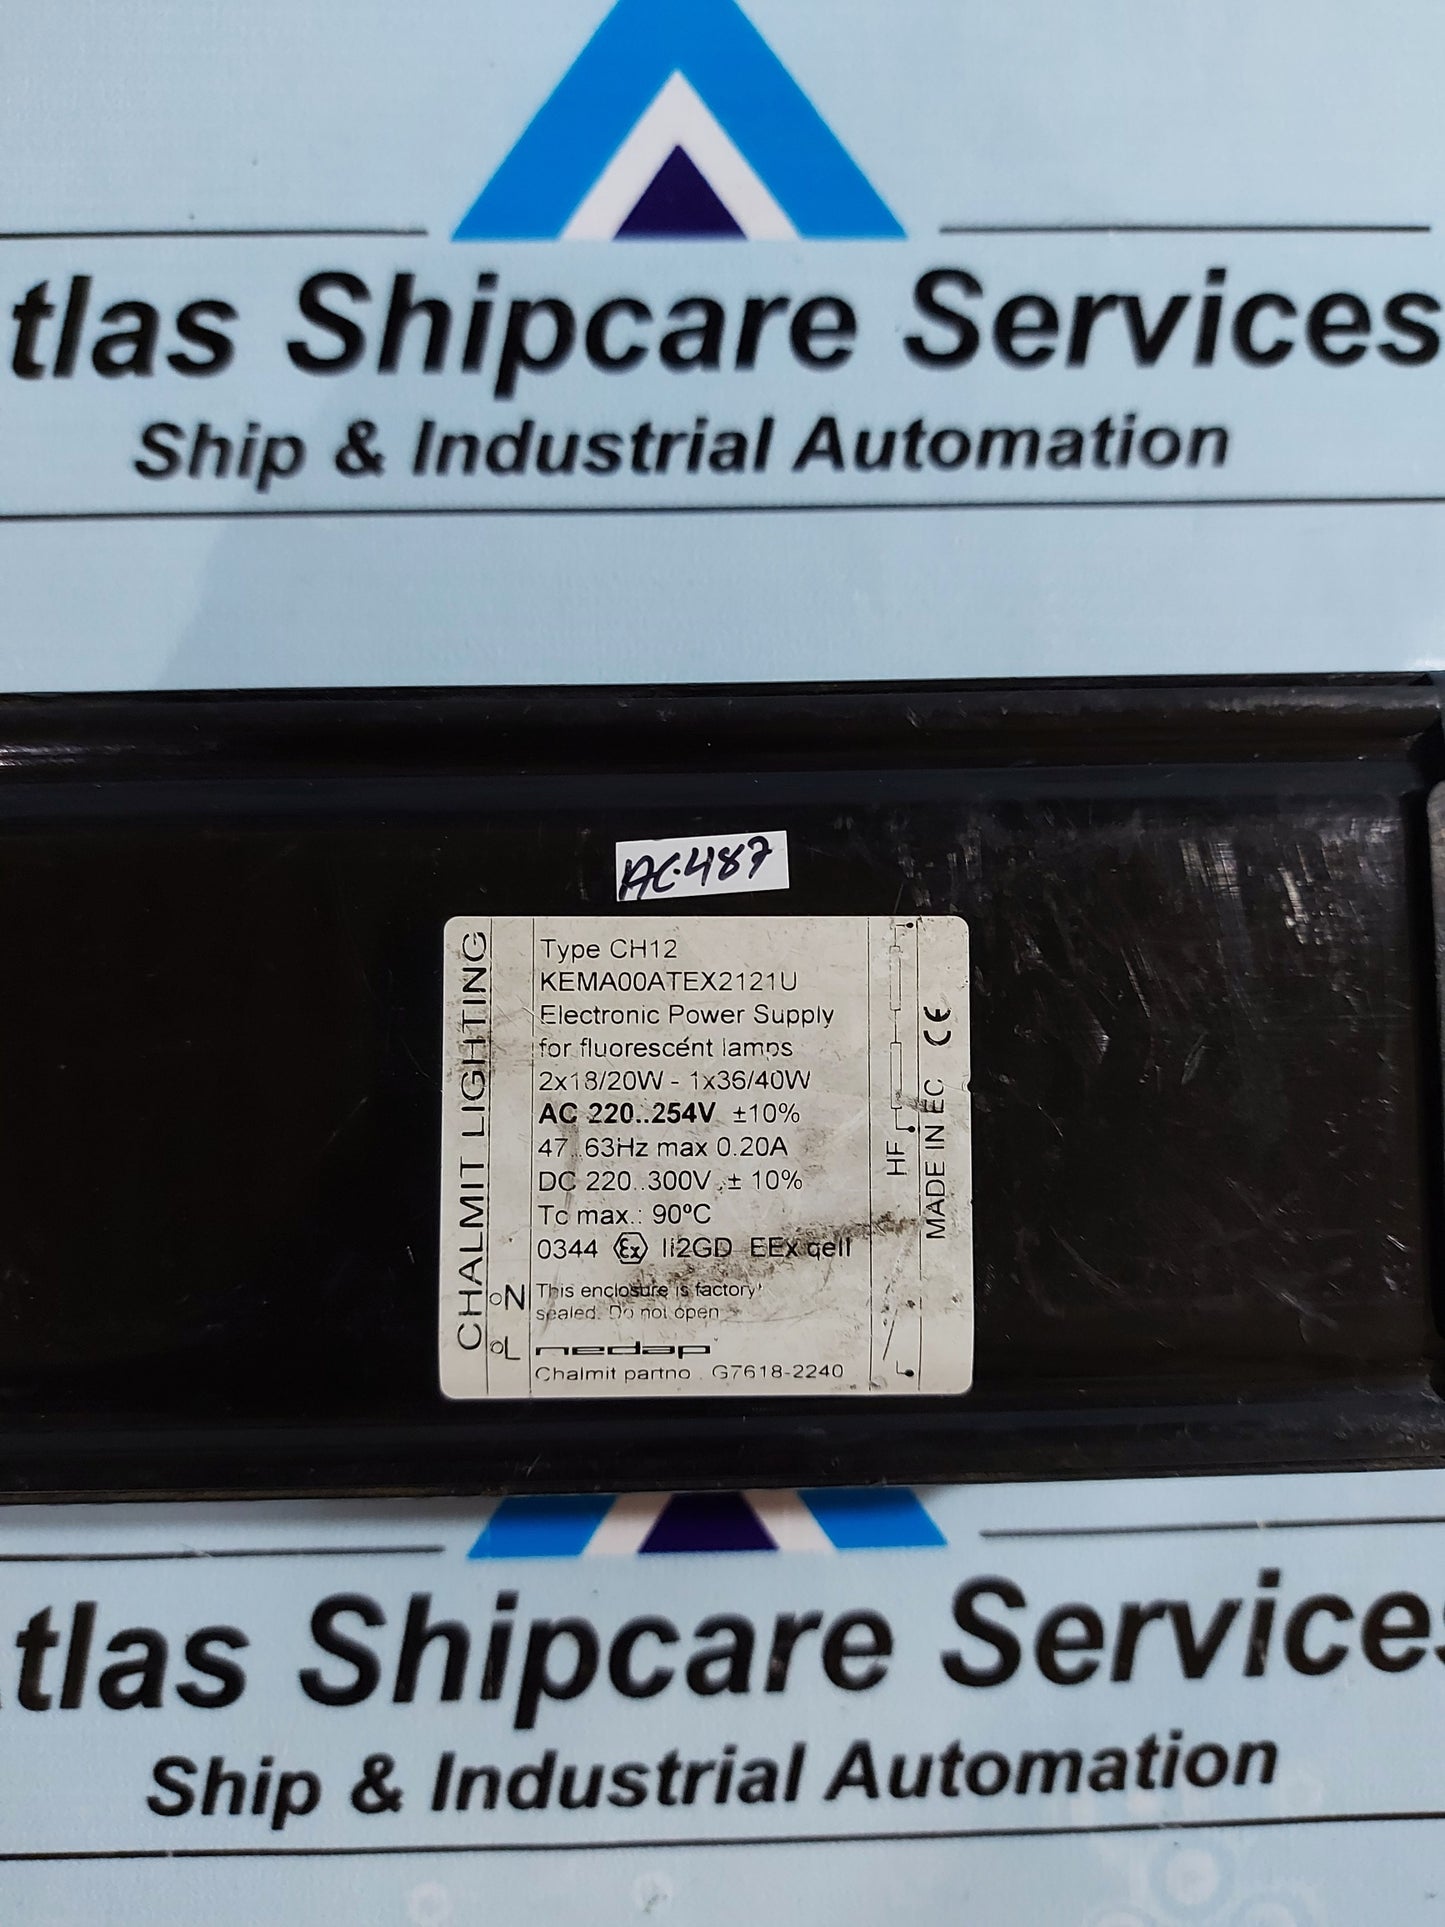 tlas Shipcare Services
Ship & Industrial Automation
AC-487
CHALMIT LIGHTING
Type CH12
KEMA00ATEX2121U
Electronic Power Supply
for fluorescent lamps
2x18/20W - 1x36/40W
AC 220..254V ±10%
47..63Hz max 0.20A
DC 220..300V ± 10%
Tc max.: 90ºC
0344 Ex II2GD EEx qeII
This enclosure is factory
sealed. Do not open
nedap
Chalmit partno. G7618-2240
N
L
HF
MADE IN EC CE
tlas Shipcare Services
Ship & Industrial Automation